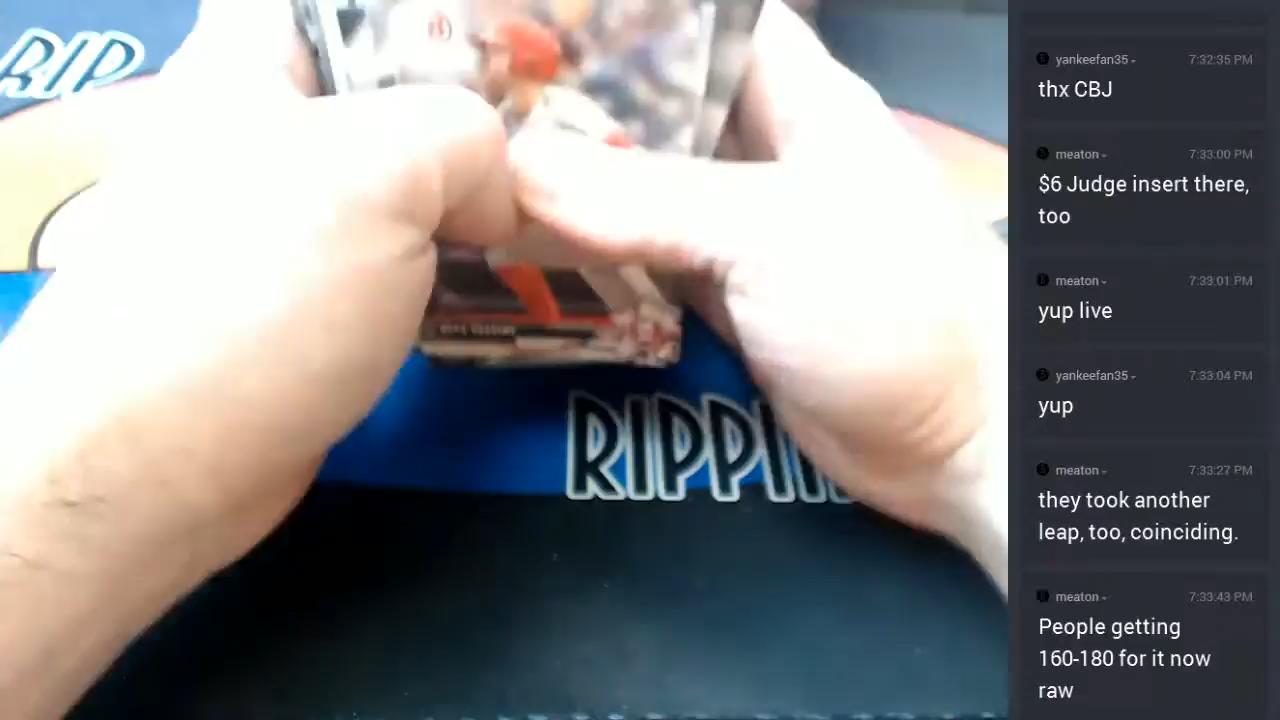 RIP
RIPPIN
yankeefan35
7:32:35 PM
thx CBJ
meaton
7:33:00 PM
$6 Judge insert there,
too
meaton
7:33:01 PM
yup live
yankeefan35
7:33:04 PM
yup
meaton
7:33:27 PM
they took another
leap, too, coinciding.
meaton
7:33:43 PM
People getting
160-180 for it now
raw